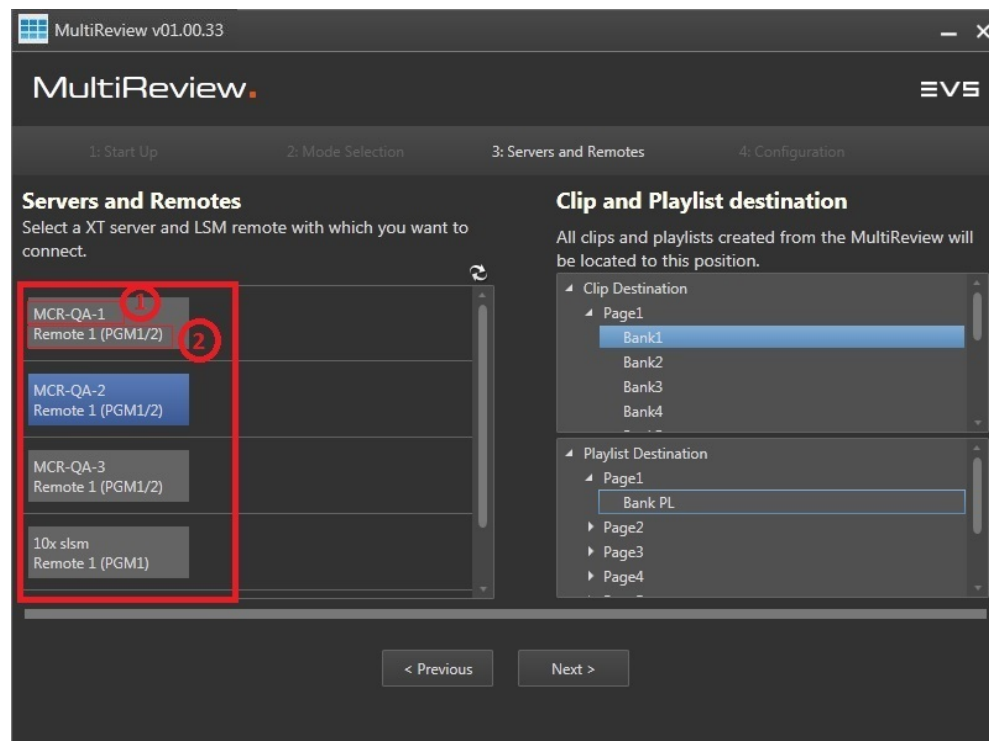 MultiReview v01.00.33
MultiReview.
EVS
1: Start Up
2: Mode Selection
3: Servers and Remotes
4: Configuration
Servers and Remotes
Select a XT server and LSM remote with which you want to
connect.
MCR-QA-1
1
Remote 1 (PGM1/2)
2
MCR-QA-2
Remote 1 (PGM1/2)
MCR-QA-3
Remote 1 (PGM1/2)
10x slsm
Remote 1 (PGM1)
Clip and Playlist destination
All clips and playlists created from the MultiReview will
be located to this position.
Clip Destination
Page1
Bank1
Bank2
Bank3
Bank4
Playlist Destination
Page1
Bank PL
Page2
Page3
Page4
< Previous
Next >